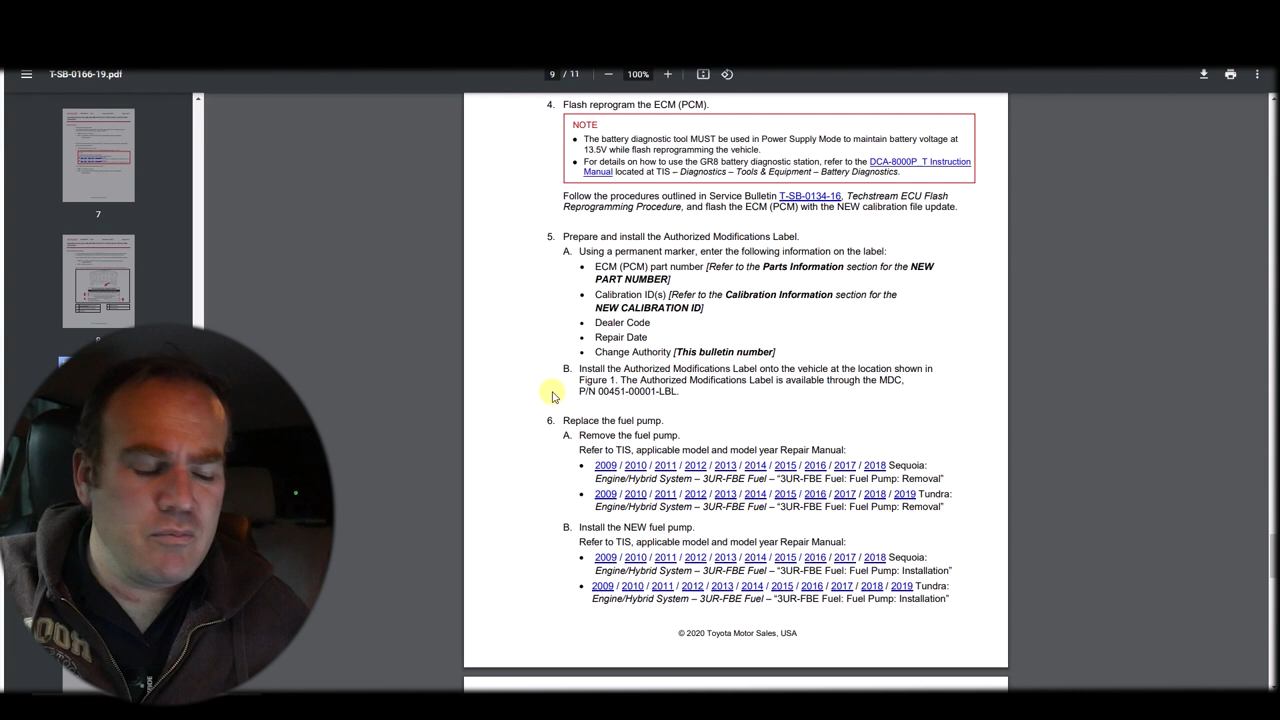 T-SB-0166-19.pdf
9 / 11
100%
7
4. Flash reprogram the ECM (PCM).
NOTE
• The battery diagnostic tool MUST be used in Power Supply Mode to maintain battery voltage at
13.5V while flash reprogramming the vehicle.
• For details on how to use the GR8 battery diagnostic station, refer to the DCA-8000P_T Instruction
Manual located at TIS – Diagnostics – Tools & Equipment – Battery Diagnostics.
Follow the procedures outlined in Service Bulletin T-SB-0134-16, Techstream ECU Flash
Reprogramming Procedure, and flash the ECM (PCM) with the NEW calibration file update.
5. Prepare and install the Authorized Modifications Label.
A. Using a permanent marker, enter the following information on the label:
• ECM (PCM) part number [Refer to the Parts Information section for the NEW
PART NUMBER]
• Calibration ID(s) [Refer to the Calibration Information section for the
NEW CALIBRATION ID]
• Dealer Code
• Repair Date
• Change Authority [This bulletin number]
B. Install the Authorized Modifications Label onto the vehicle at the location shown in
Figure 1. The Authorized Modifications Label is available through the MDC,
P/N 00451-00001-LBL.
6. Replace the fuel pump.
A. Remove the fuel pump.
Refer to TIS, applicable model and model year Repair Manual:
• 2009 / 2010 / 2011 / 2012 / 2013 / 2014 / 2015 / 2016 / 2017 / 2018 Sequoia:
Engine/Hybrid System – 3UR-FBE Fuel – “3UR-FBE Fuel: Fuel Pump: Removal”
• 2009 / 2010 / 2011 / 2012 / 2013 / 2014 / 2015 / 2016 / 2017 / 2018 / 2019 Tundra:
Engine/Hybrid System – 3UR-FBE Fuel – “3UR-FBE Fuel: Fuel Pump: Removal”
B. Install the NEW fuel pump.
Refer to TIS, applicable model and model year Repair Manual:
• 2009 / 2010 / 2011 / 2012 / 2013 / 2014 / 2015 / 2016 / 2017 / 2018 Sequoia:
Engine/Hybrid System – 3UR-FBE Fuel – “3UR-FBE Fuel: Fuel Pump: Installation”
• 2009 / 2010 / 2011 / 2012 / 2013 / 2014 / 2015 / 2016 / 2017 / 2018 / 2019 Tundra:
Engine/Hybrid System – 3UR-FBE Fuel – “3UR-FBE Fuel: Fuel Pump: Installation”
© 2020 Toyota Motor Sales, USA